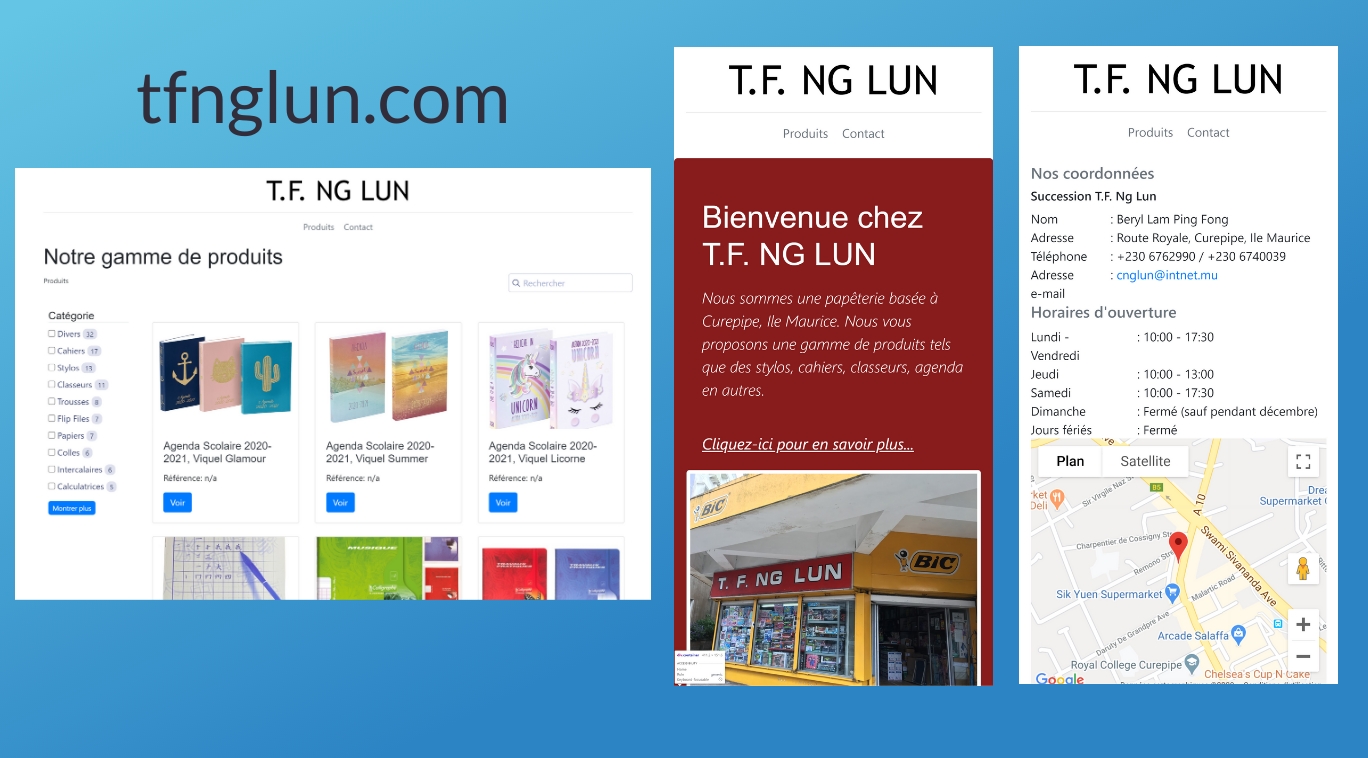 tfnglun.com
T.F. NG LUN
Produits Contact
Notre gamme de produits
Produits
Rechercher
Catégorie
Divers 32
Cahiers 17
Stylos 13
Classeurs 11
Trousses 8
Flip Files 7
Papiers 7
Colles 6
Intercalaires 6
Calculatrices 5
Montrer plus
Agenda Scolaire 2020-
2021, Viquel Glamour
Référence: n/a
Voir
UNICORN
Agenda Scolaire 2020-
2021, Viquel Summer
Référence: n/a
Voir
Agenda Scolaire 2020-
2021, Viquel Licorne
Référence: n/a
Voir
MUSIQUE
T.F. NG LUN
Produits Contact
Bienvenue chez
T.F. NG LUN
Nous sommes une papêterie basée à
Curepipe, Ile Maurice. Nous vous
proposons une gamme de produits tels
que des stylos, cahiers, classeurs, agenda
en autres.
Cliquez-ici pour en savoir plus...
BIC
T. F. NG LUN
BIC
T.F. NG LUN
Produits Contact
Nos coordonnées
Succession T.F. Ng Lun
Nom : Beryl Lam Ping Fong
Adresse : Route Royale, Curepipe, Ile Maurice
Téléphone : +230 6762990 / +230 6740039
Adresse : cnglun@intnet.mu
e-mail
Horaires d'ouverture
Lundi - : 10:00 - 17:30
Vendredi
Jeudi : 10:00 - 13:00
Samedi : 10:00 - 17:30
Dimanche : Fermé (sauf pendant décembre)
Jours fériés : Fermé
Plan Satellite
Sir Virgile Naz
B5
A 10
Supermarket
Deli
Charpentier de Cossigny
Remono
Swami Sivananda Ave
Malartic Road
Sik Yuen Supermarket
Daruty De Grandpre Ave
Arcade Salaffa
Royal College Curepipe
Chelsea's Cup N Cake
Google